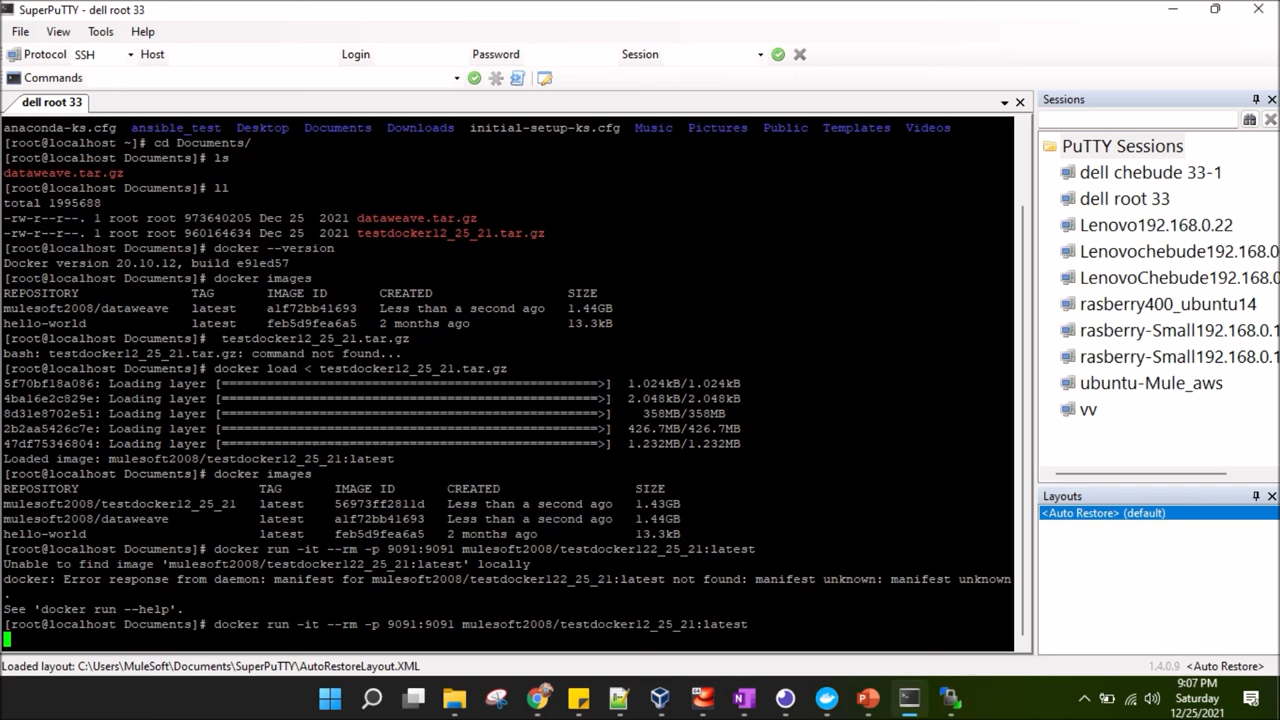 SuperPuTTY - dell root 33
File View Tools Help
Protocol SSH Host Login Password Session
Commands
dell root 33
anaconda-ks.cfg ansible_test Desktop Documents Downloads initial-setup-ks.cfg Music Pictures Public Templates Videos
[root@localhost ~]# cd Documents/
[root@localhost Documents]# ls
dataweave.tar.gz
[root@localhost Documents]# ll
total 1995688
-rw-r--r--. 1 root root 973640205 Dec 25 2021 dataweave.tar.gz
-rw-r--r--. 1 root root 960164634 Dec 25 2021 testdocker12_25_21.tar.gz
[root@localhost Documents]# docker --version
Docker version 20.10.12, build e91ed57
[root@localhost Documents]# docker images
REPOSITORY TAG IMAGE ID CREATED SIZE
mulesoft2008/dataweave latest a1f72bb41693 Less than a second ago 1.44GB
hello-world latest feb5d9fea6a5 2 months ago 13.3kB
[root@localhost Documents]# testdocker12_25_21.tar.gz
bash: testdocker12_25_21.tar.gz: command not found...
[root@localhost Documents]# docker load < testdocker12_25_21.tar.gz
5f70bf18a086: Loading layer [==================================================>] 1.024kB/1.024kB
4ba16e2c829e: Loading layer [==================================================>] 2.048kB/2.048kB
8d31e8702e51: Loading layer [==================================================>] 358MB/358MB
2b2aa5426c7e: Loading layer [==================================================>] 426.7MB/426.7MB
47df75346804: Loading layer [==================================================>] 1.232MB/1.232MB
Loaded image: mulesoft2008/testdocker12_25_21:latest
[root@localhost Documents]# docker images
REPOSITORY TAG IMAGE ID CREATED SIZE
mulesoft2008/testdocker12_25_21 latest 56973ff2811d Less than a second ago 1.43GB
mulesoft2008/dataweave latest a1f72bb41693 Less than a second ago 1.44GB
hello-world latest feb5d9fea6a5 2 months ago 13.3kB
[root@localhost Documents]# docker run -it --rm -p 9091:9091 mulesoft2008/testdocker122_25_21:latest
Unable to find image 'mulesoft2008/testdocker122_25_21:latest' locally
docker: Error response from daemon: manifest for mulesoft2008/testdocker122_25_21:latest not found: manifest unknown: manifest unknown
.
See 'docker run --help'.
[root@localhost Documents]# docker run -it --rm -p 9091:9091 mulesoft2008/testdocker12_25_21:latest
Sessions
PuTTY Sessions
dell chebude 33-1
dell root 33
Lenovo192.168.0.22
Lenovochebude192.168.0
LenovoChebude192.168.0
rasberry400_ubuntu14
rasberry-Small192.168.0.1
rasberry-Small192.168.0.1
ubuntu-Mule_aws
vv
Layouts
<Auto Restore> (default)
Loaded layout: C:\Users\MuleSoft\Documents\SuperPuTTY\AutoRestoreLayout.XML
1.4.0.9 <Auto Restore>
9:07 PM
Saturday
12/25/2021